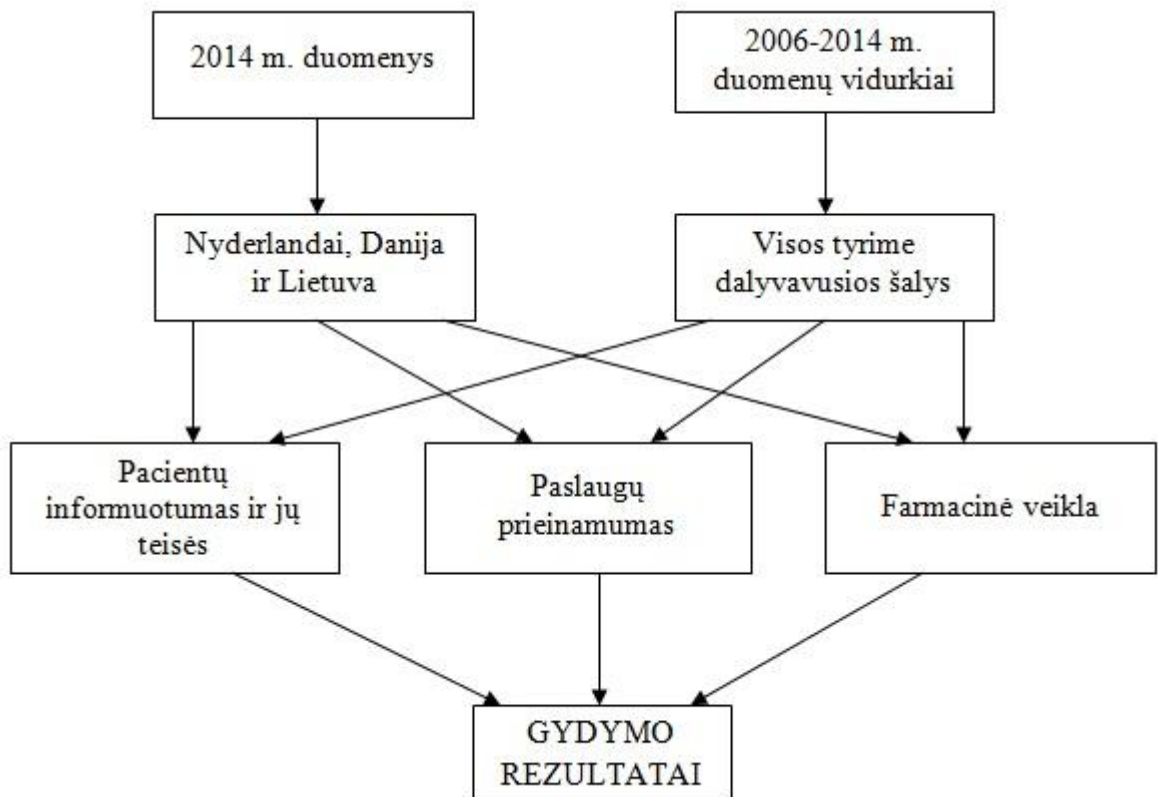 2014 m. duomenys
2006-2014 m.
duomenų vidurkiai
Nyderlandai, Danija
ir Lietuva
Visos tyrime
dalyvavusios šalys
Pacientų
informuotumas ir jų
teisės
Paslaugų
prieinamumas
Farmacinė veikla
GYDYMO
REZULTATAI